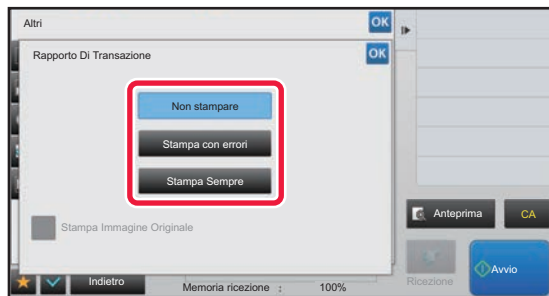 Altri
OK
Rapporto Di Transazione
OK
Non stampare
Stampa con errori
Stampa Sempre
Stampa Immagine Originale
Anteprima
CA
Indietro
Memoria ricezione : 100%
Ricezione
Avvio